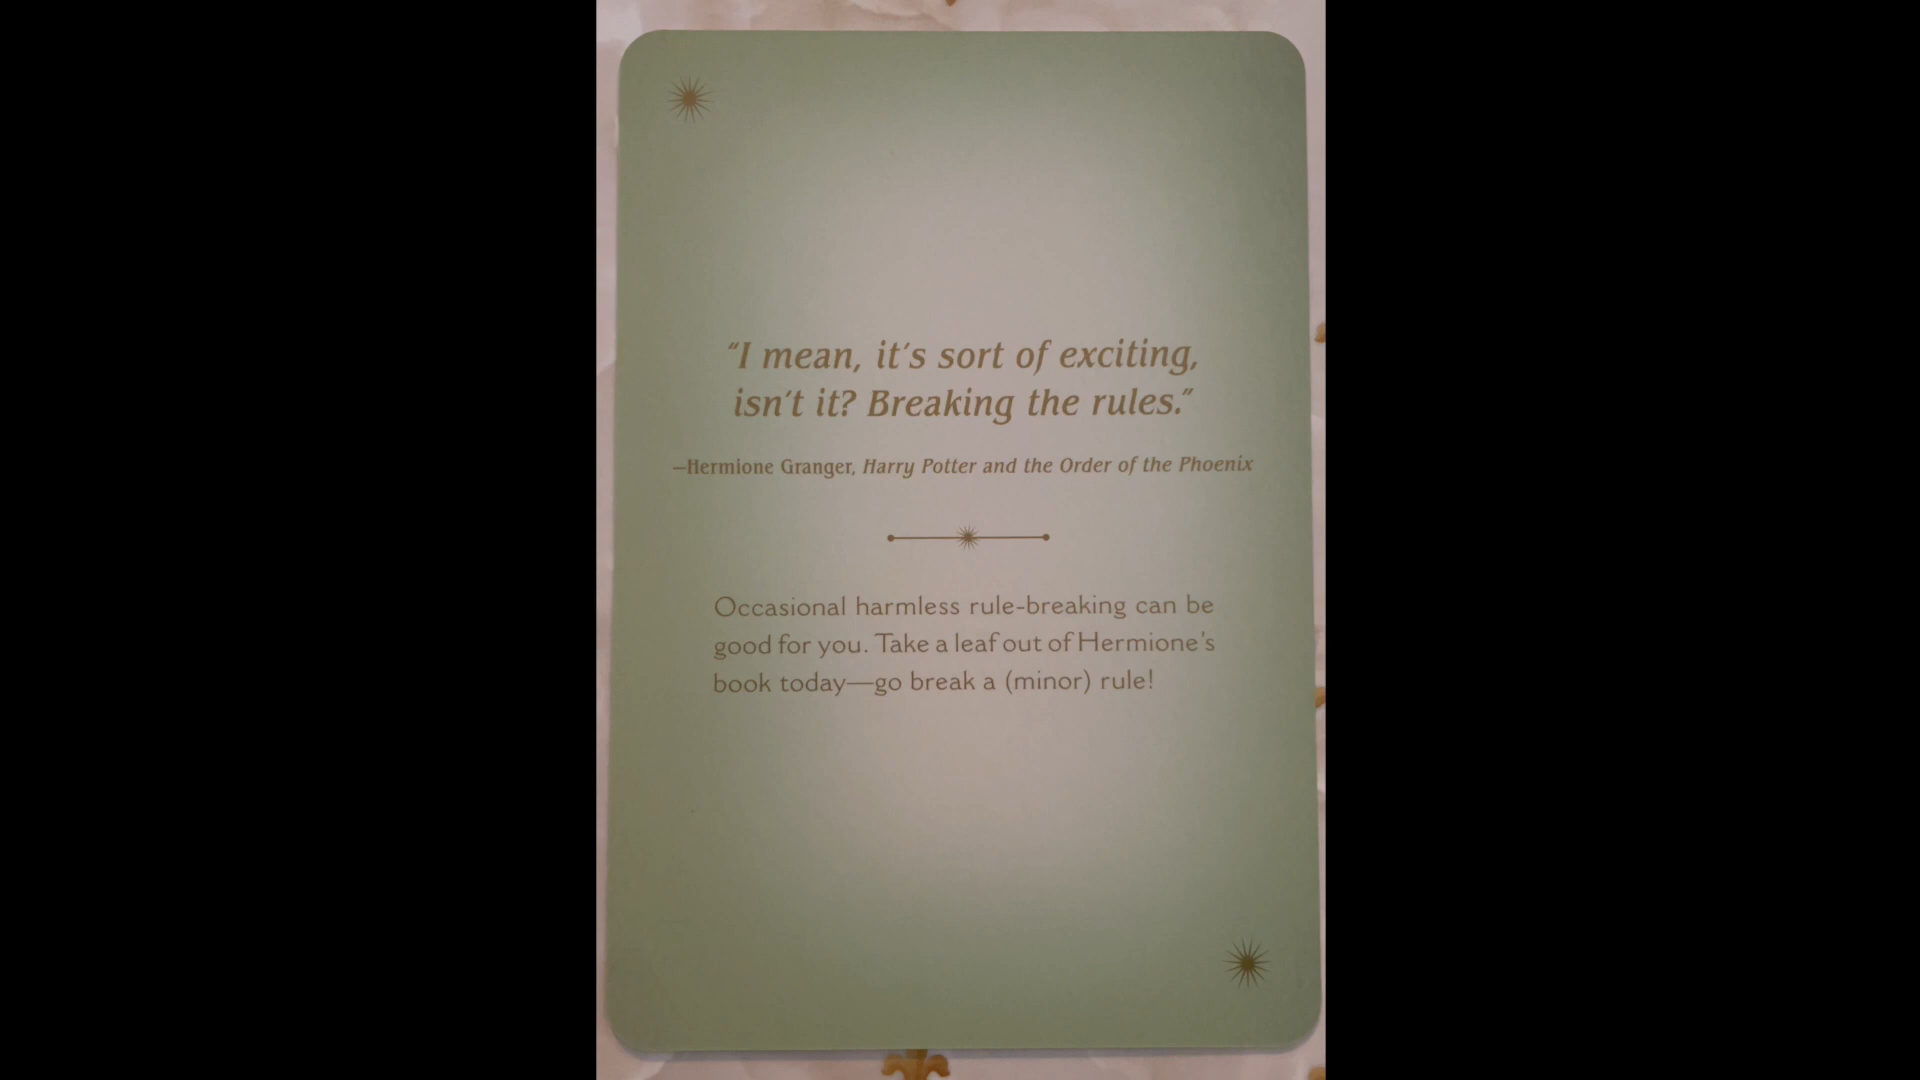 “I mean, it’s sort of exciting,
isn’t it? Breaking the rules.”
—Hermione Granger, Harry Potter and the Order of the Phoenix
Occasional harmless rule-breaking can be
good for you. Take a leaf out of Hermione’s
book today—go break a (minor) rule!